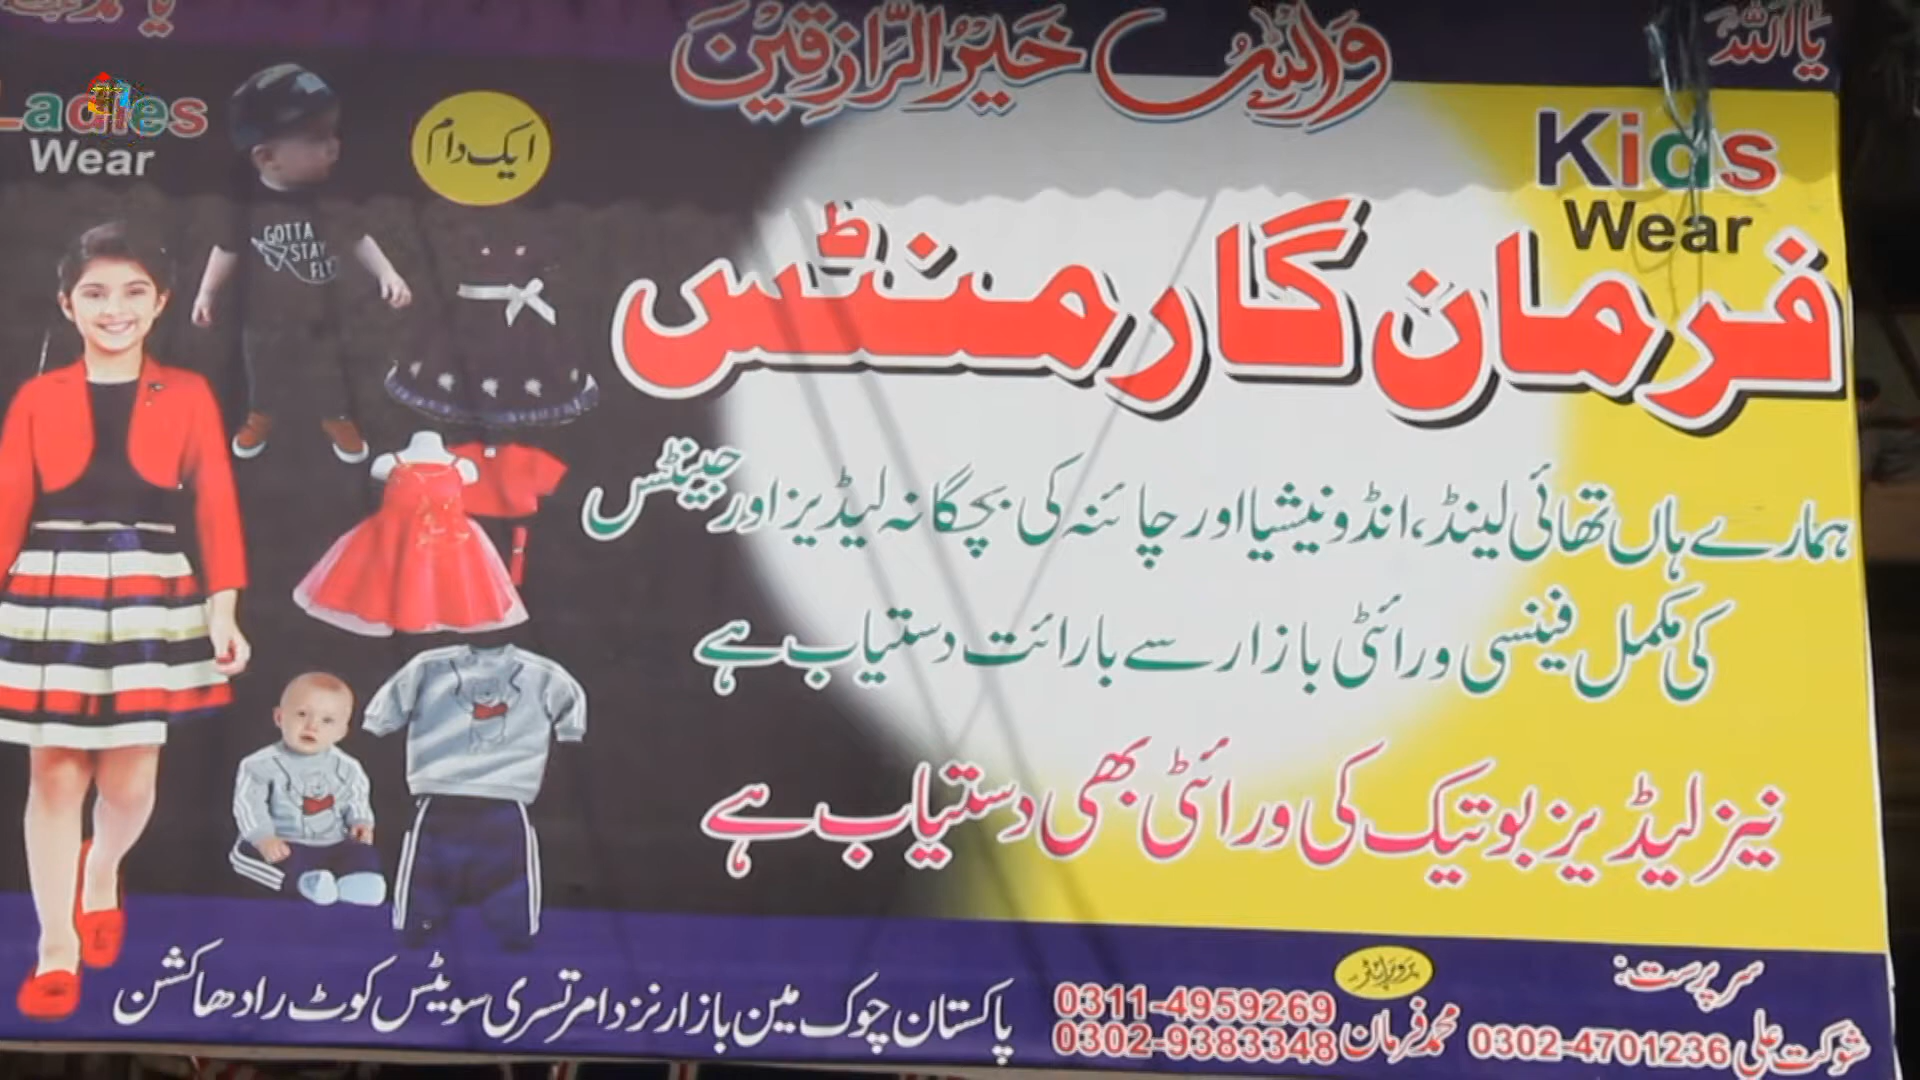 یا اللہ
واللہ خیر الرازقین
Ladies
Wear
ایک دام
Kids
Wear
GOTTA
STAY
FLY
فرمان گارمنٹس
ہمارے ہاں تھائی لینڈ، انڈونیشیا اور چائنہ کی بچگانہ لیڈیز اور جینٹس
کی مکمل فینسی ورائٹی بازار سے بارائت دستیاب ہے
نیز لیڈیز بوتیک کی ورائٹی بھی دستیاب ہے
سرپرست:
شوکت علی 0302-4701236
پروپرائٹر
محمد فرمان 0311-4959269
0302-9383348
پاکستان چوک مین بازار نزد امرتسری سویٹس کوٹ رادھاکشن